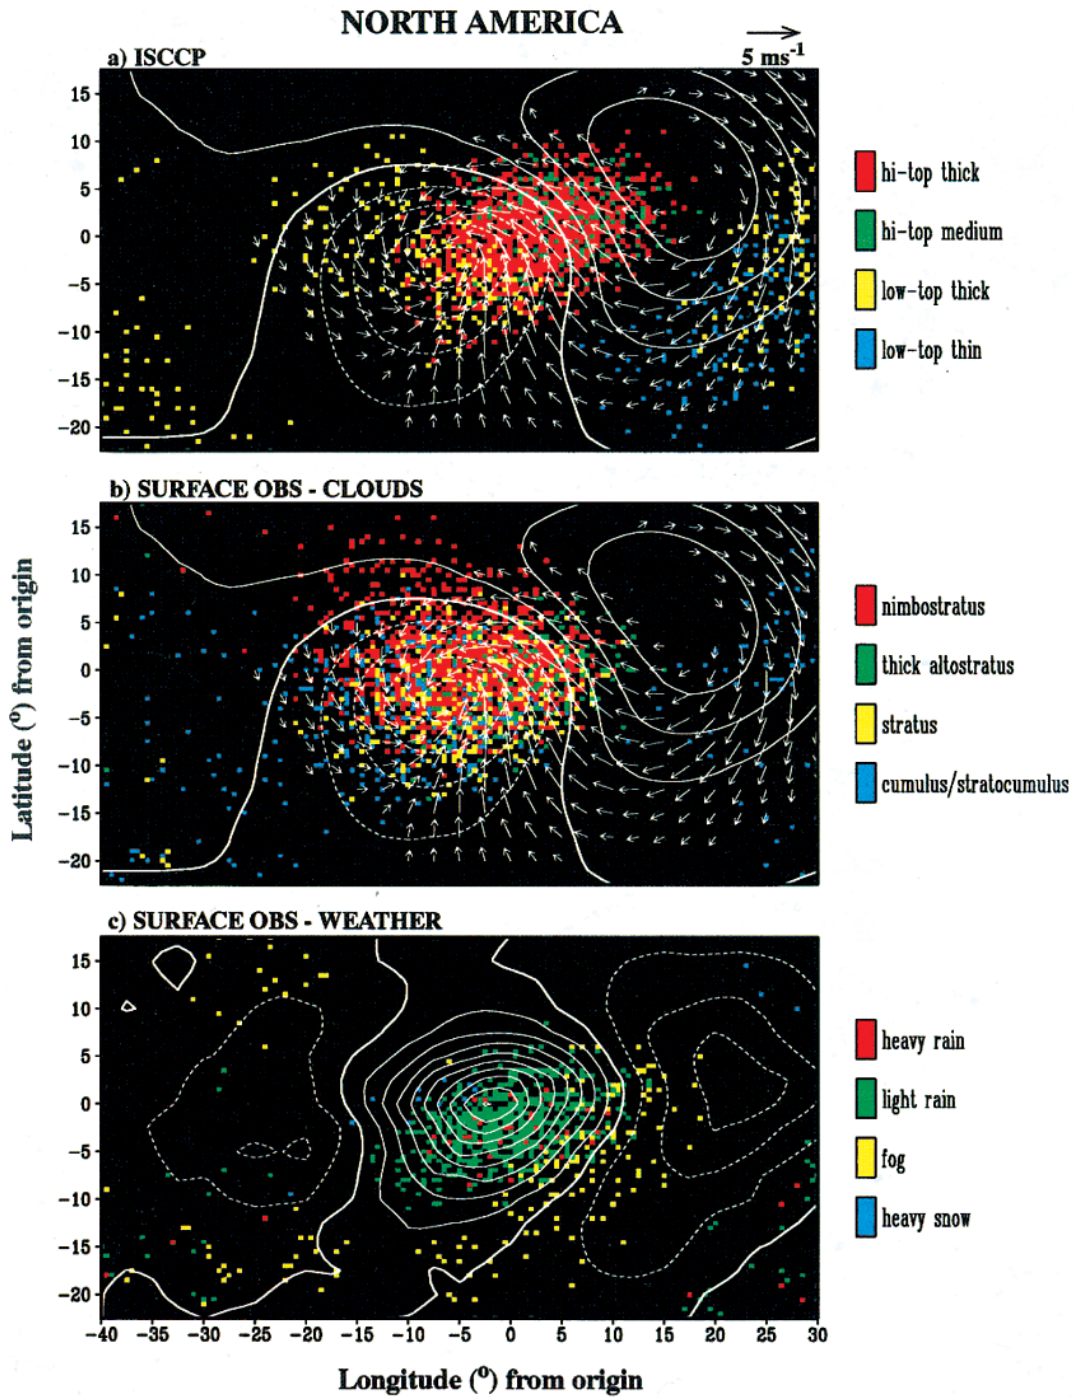 NORTH AMERICA
a) ISCCP
5 ms-1
15
10
5
0
-5
-10
-15
-20
hi-top thick
hi-top medium
low-top thick
low-top thin
b) SURFACE OBS - CLOUDS
15
10
5
0
-5
-10
-15
-20
nimbostratus
thick altostratus
stratus
cumulus/stratocumulus
Latitude (o) from origin
c) SURFACE OBS - WEATHER
15
10
5
0
-5
-10
-15
-20
heavy rain
light rain
fog
heavy snow
-40 -35 -30 -25 -20 -15 -10 -5 0 5 10 15 20 25 30
Longitude (o) from origin